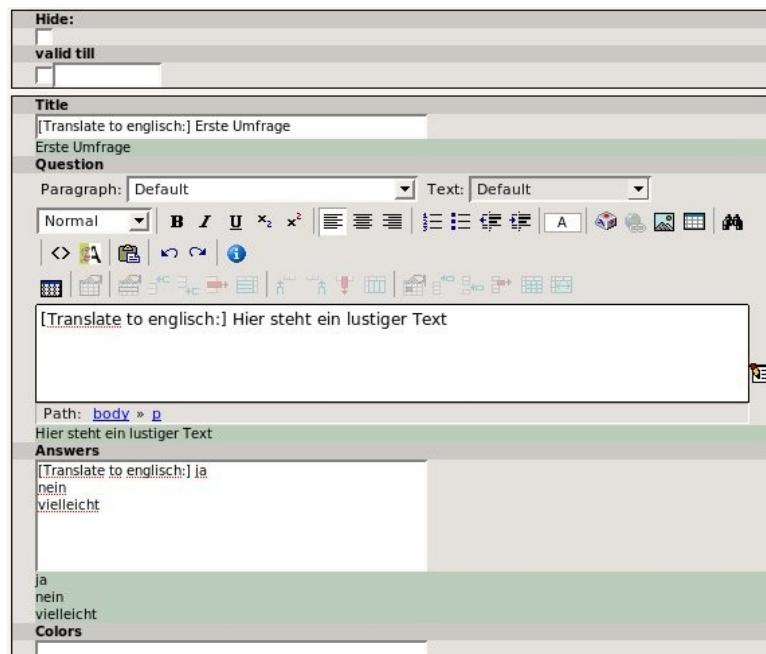 Hide:
valid till
Title
[Translate to englisch:] Erste Umfrage
Erste Umfrage
Question
Paragraph: Default Text: Default
Normal B I U x₂ x² A
<>
[Translate to englisch:] Hier steht ein lustiger Text
Path: body » p
Hier steht ein lustiger Text
Answers
[Translate to englisch:] ja
nein
vielleicht
ja
nein
vielleicht
Colors